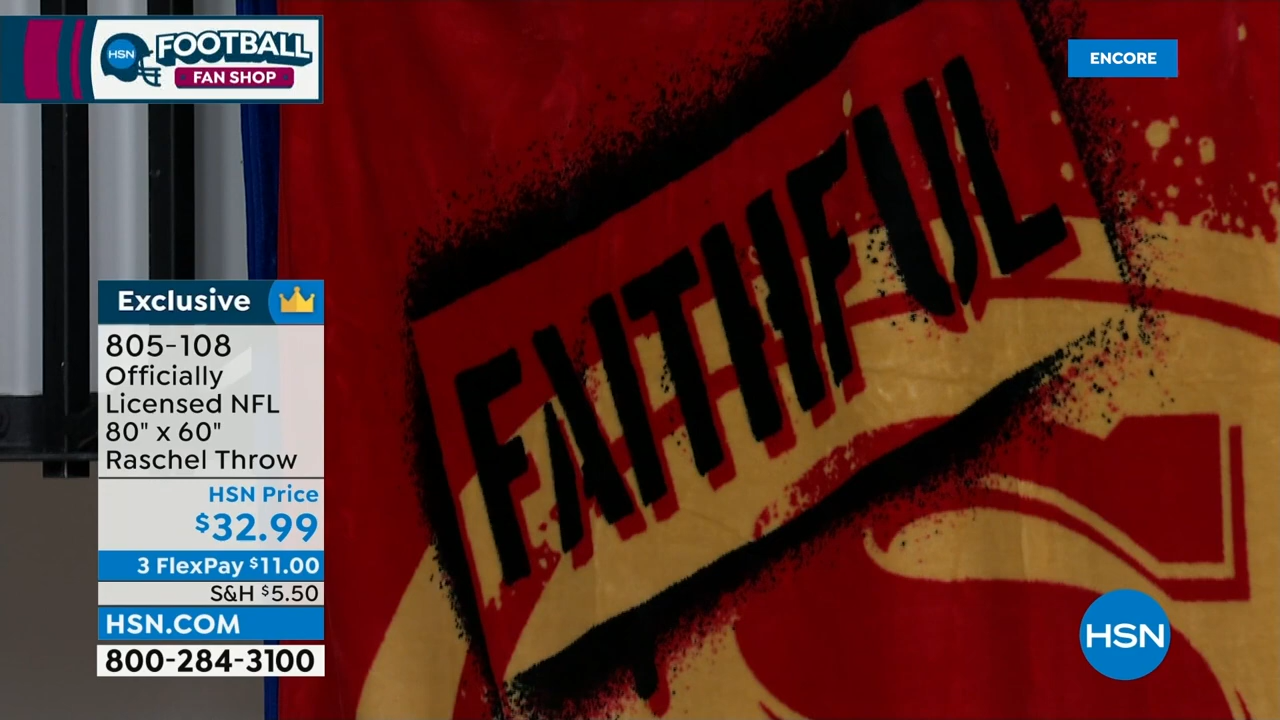 HSN
FOOTBALL
FAN SHOP
ENCORE
FAITHFUL
Exclusive
805-108
Officially
Licensed NFL
80" x 60"
Raschel Throw
HSN Price
$32.99
3 FlexPay $11.00
S&H $5.50
HSN.COM
800-284-3100
HSN